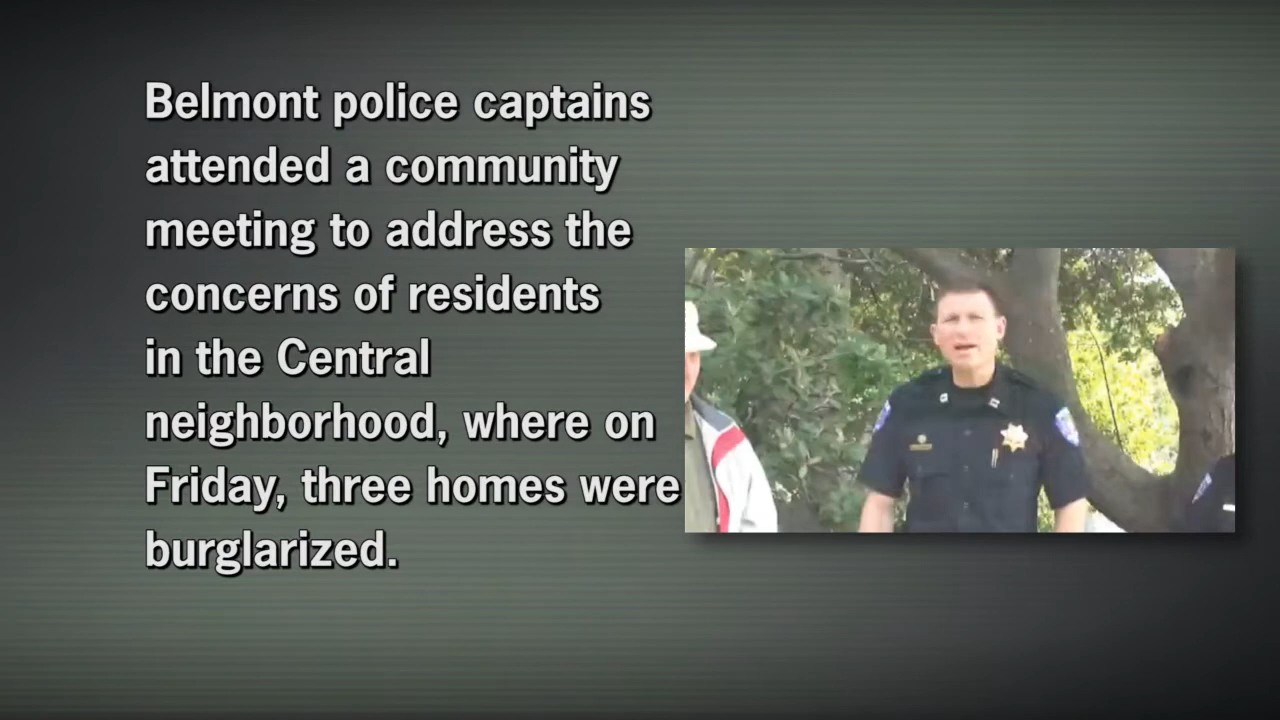 Belmont police captains
attended a community
meeting to address the
concerns of residents
in the Central
neighborhood, where on
Friday, three homes were
burglarized.